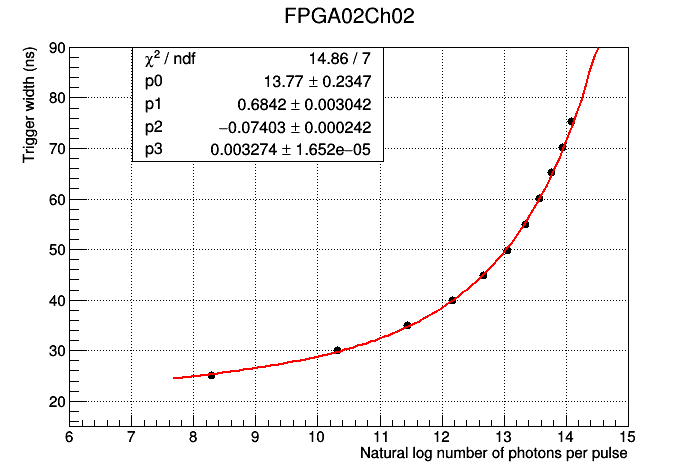 FPGA02Ch02
χ² / ndf 14.86 / 7
p0 13.77 ± 0.2347
p1 0.6842 ± 0.003042
p2 −0.07403 ± 0.000242
p3 0.003274 ± 1.652e−05
Trigger width (ns)
90
80
70
60
50
40
30
20
6 7 8 9 10 11 12 13 14 15
Natural log number of photons per pulse